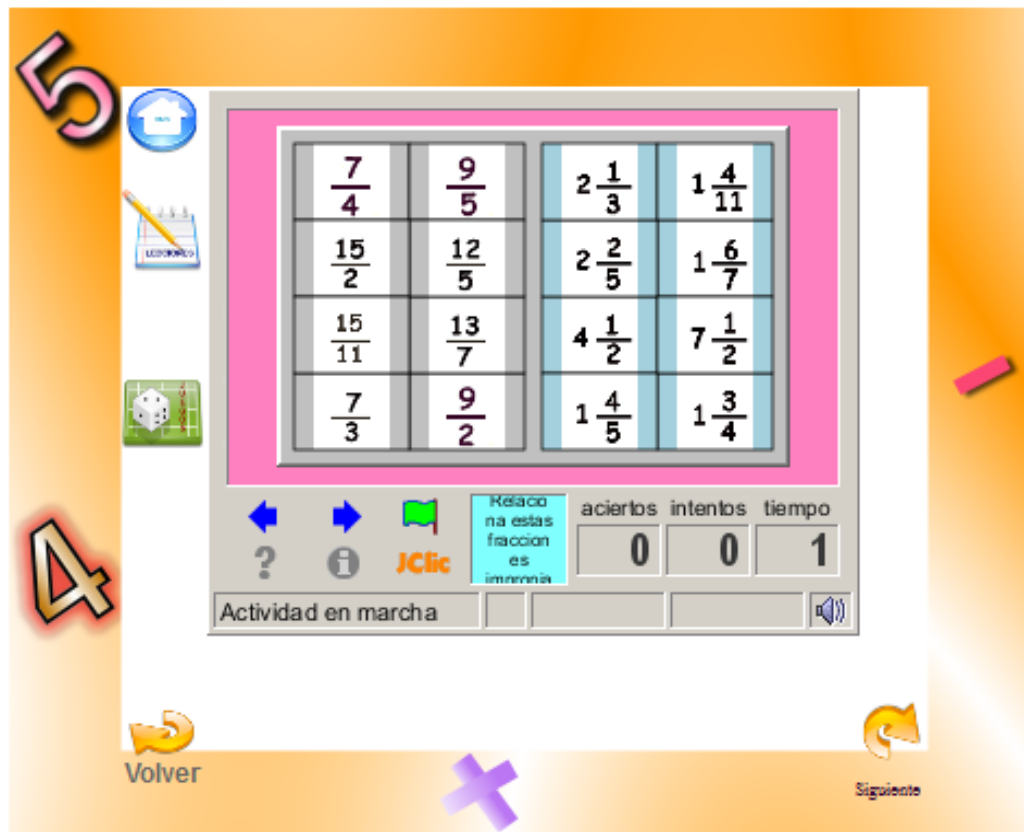 5
7/4 9/5 2 1/3 1 4/11
15/2 12/5 2 2/5 1 6/7
15/11 13/7 4 1/2 7 1/2
7/3 9/2 1 4/5 1 3/4
LECCIONES
4
Relacio
na estas
fraccion
es
impropia
aciertos intentos tiempo
0 0 1
? i JClic
Actividad en marcha
Volver
Siguiente